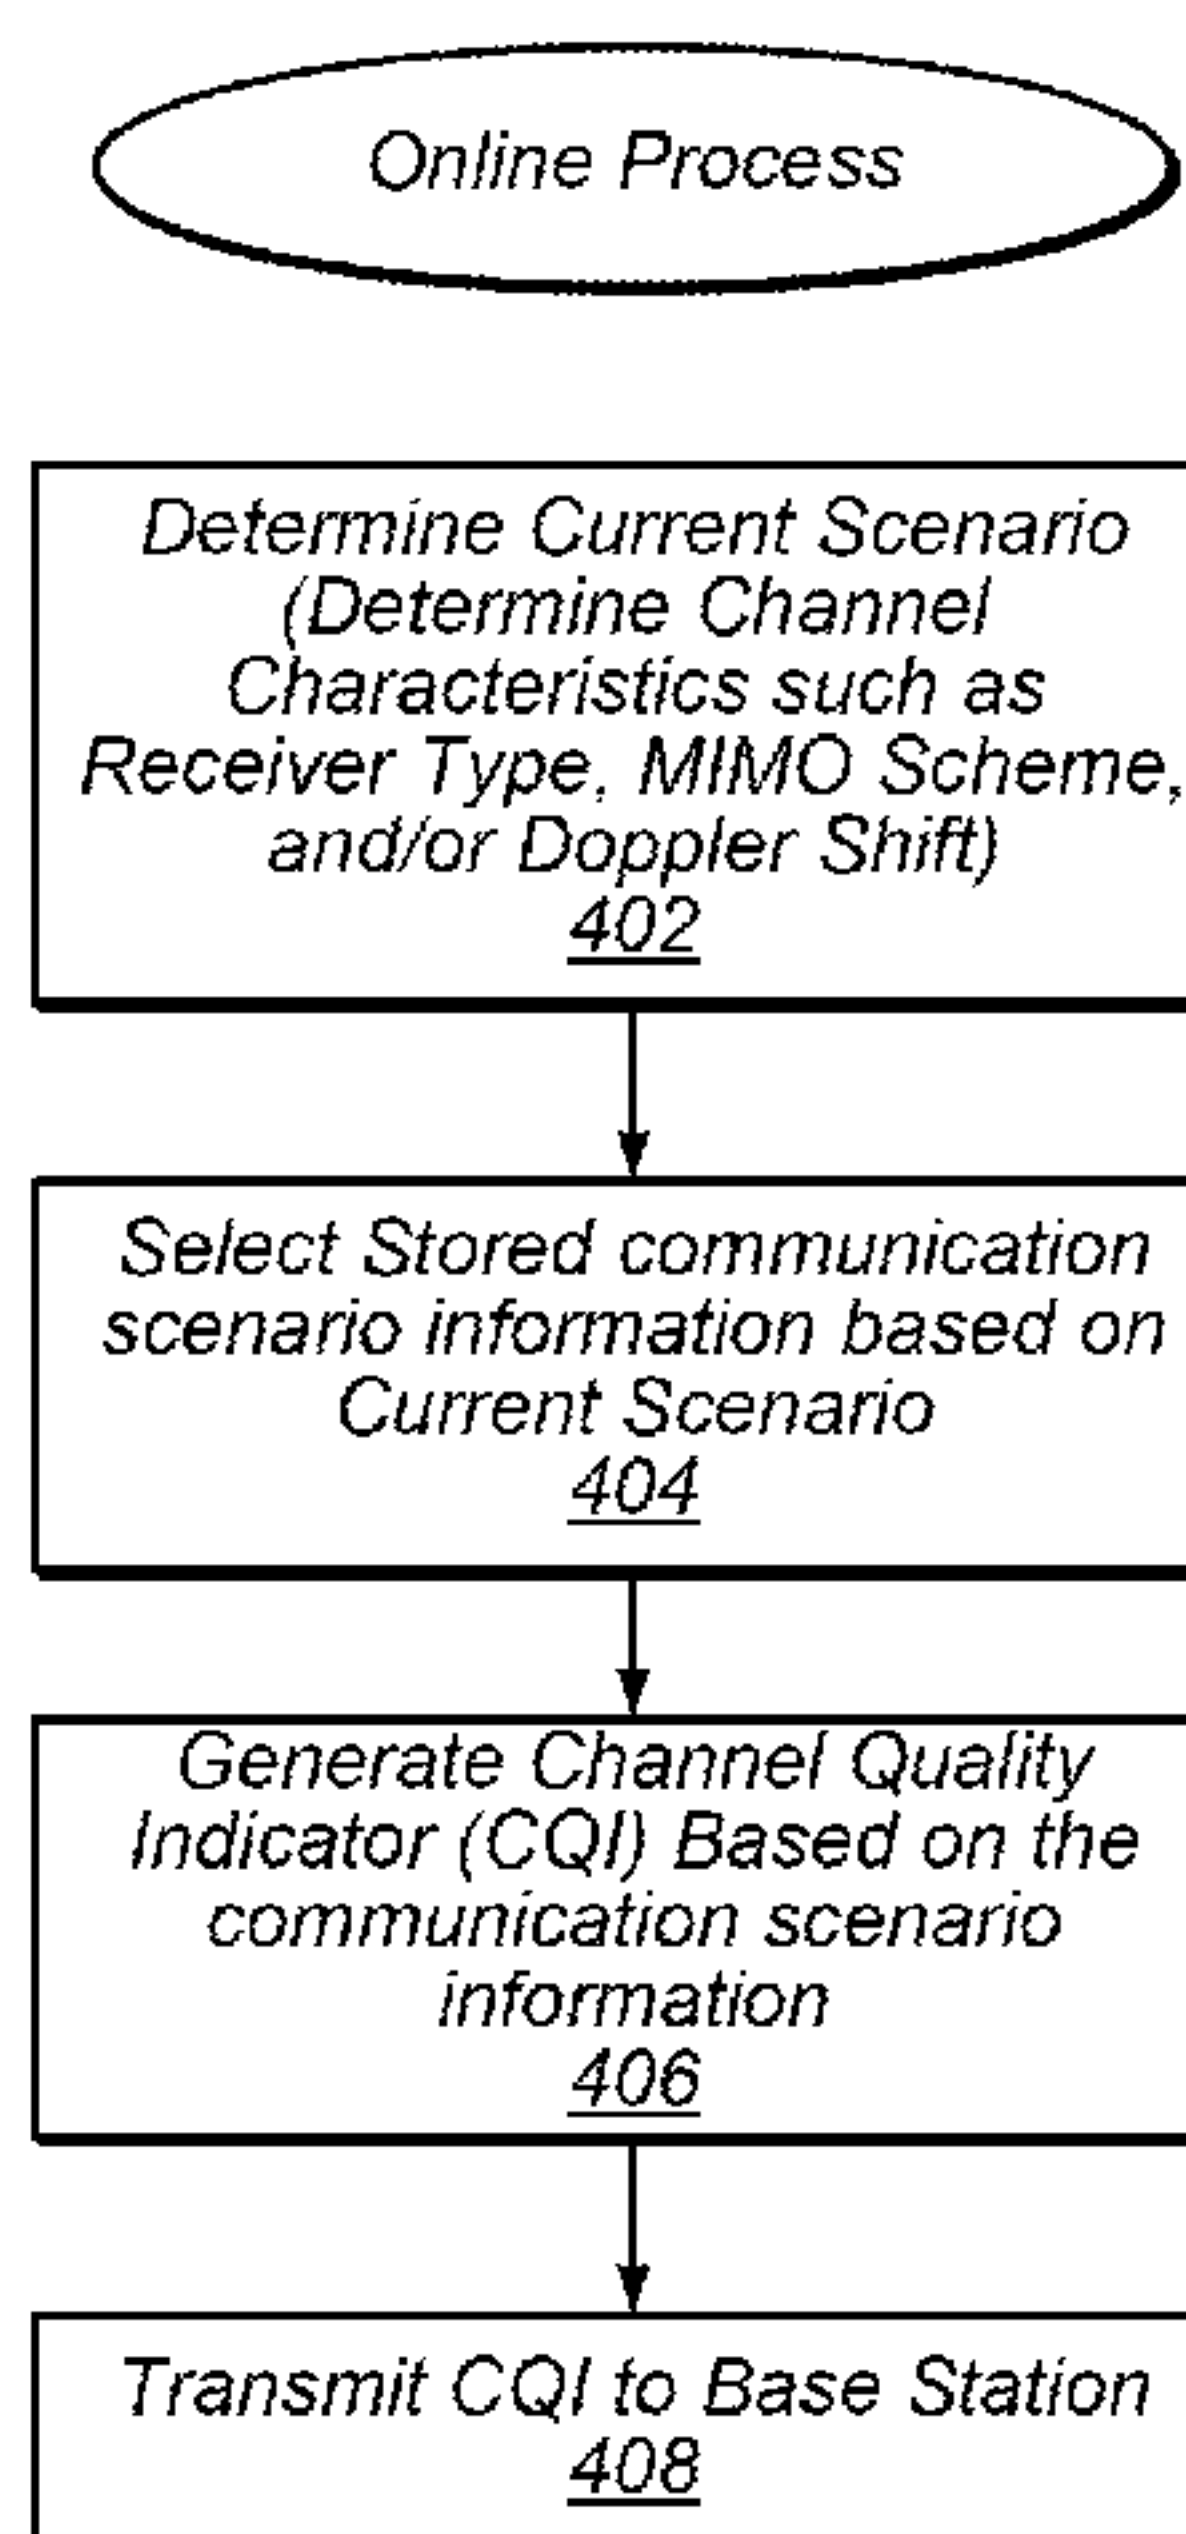 Online Process
Determine Current Scenario
(Determine Channel
Characteristics such as
Receiver Type, MIMO Scheme,
and/or Doppler Shift)
402
Select Stored communication
scenario information based on
Current Scenario
404
Generate Channel Quality
Indicator (CQI) Based on the
communication scenario
information
406
Transmit CQI to Base Station
408